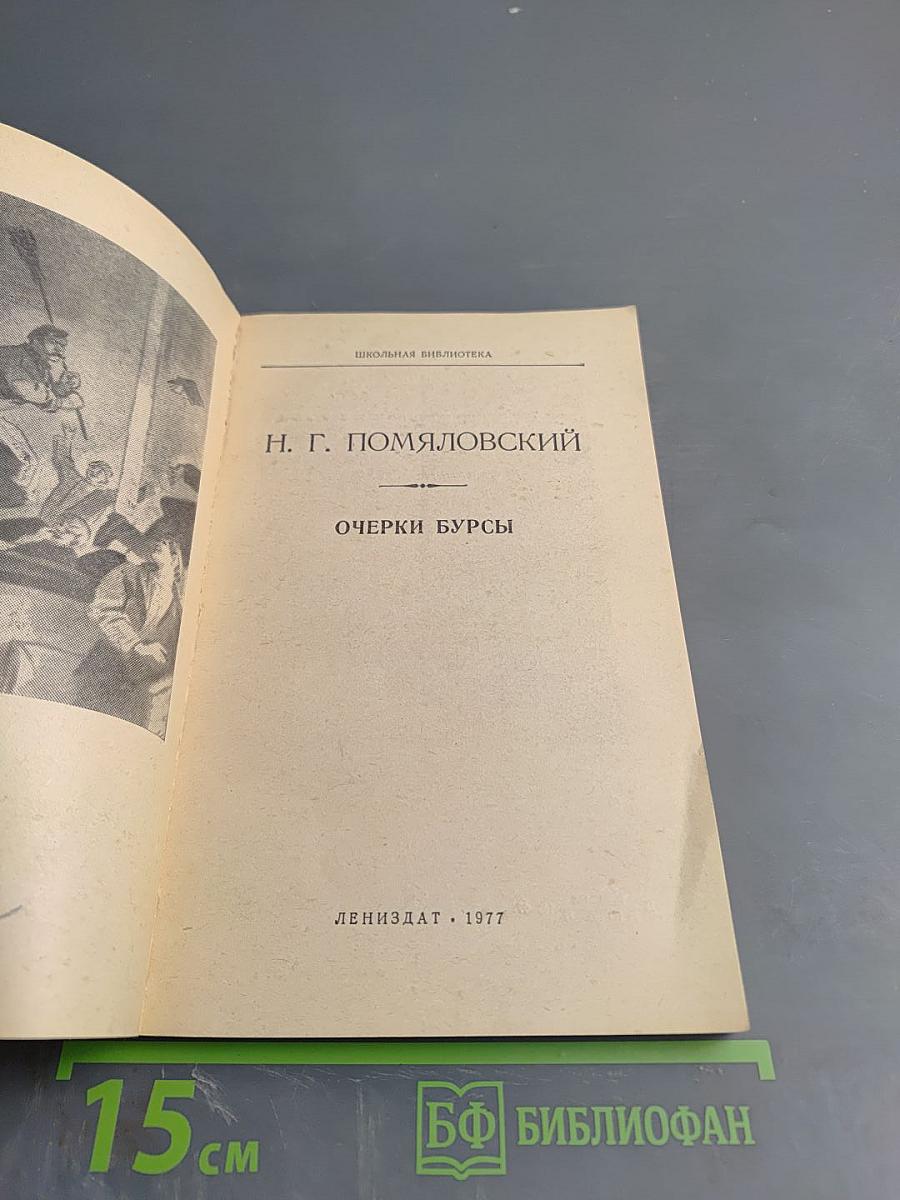 ШКОЛЬНАЯ БИБЛИОТЕКА
Н. Г. ПОМЯЛОВСКИЙ
ОЧЕРКИ БУРСЫ
ЛЕНИЗДАТ • 1977
15 см
БФ БИБЛИОФАН